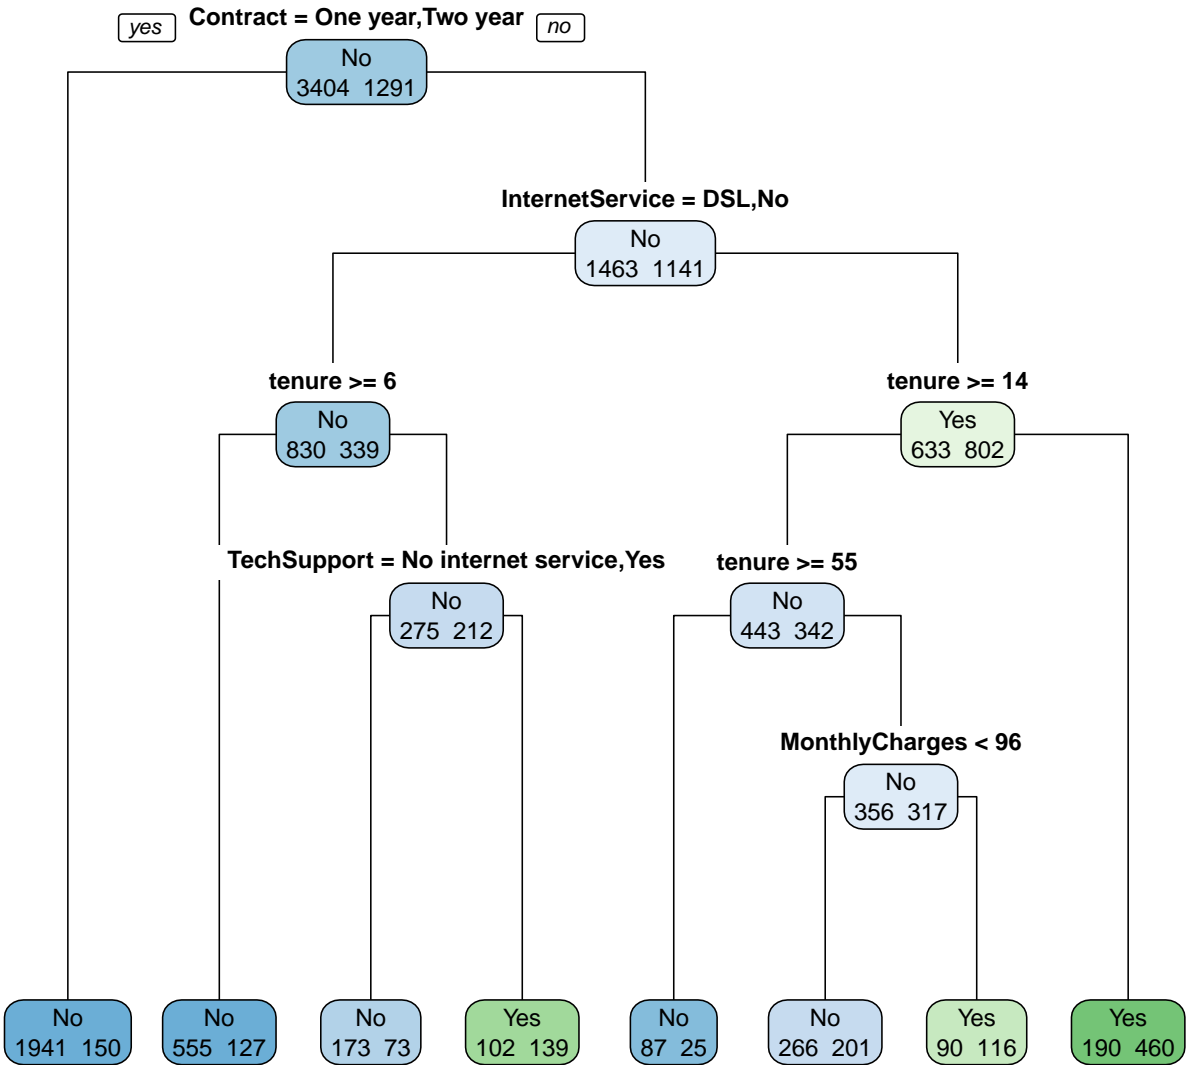 yes Contract = One year,Two year no
No
3404 1291
InternetService = DSL,No
No
1463 1141
tenure >= 6
No
830 339
tenure >= 14
Yes
633 802
TechSupport = No internet service,Yes
No
275 212
tenure >= 55
No
443 342
MonthlyCharges < 96
No
356 317
No
1941 150
No
555 127
No
173 73
Yes
102 139
No
87 25
No
266 201
Yes
90 116
Yes
190 460